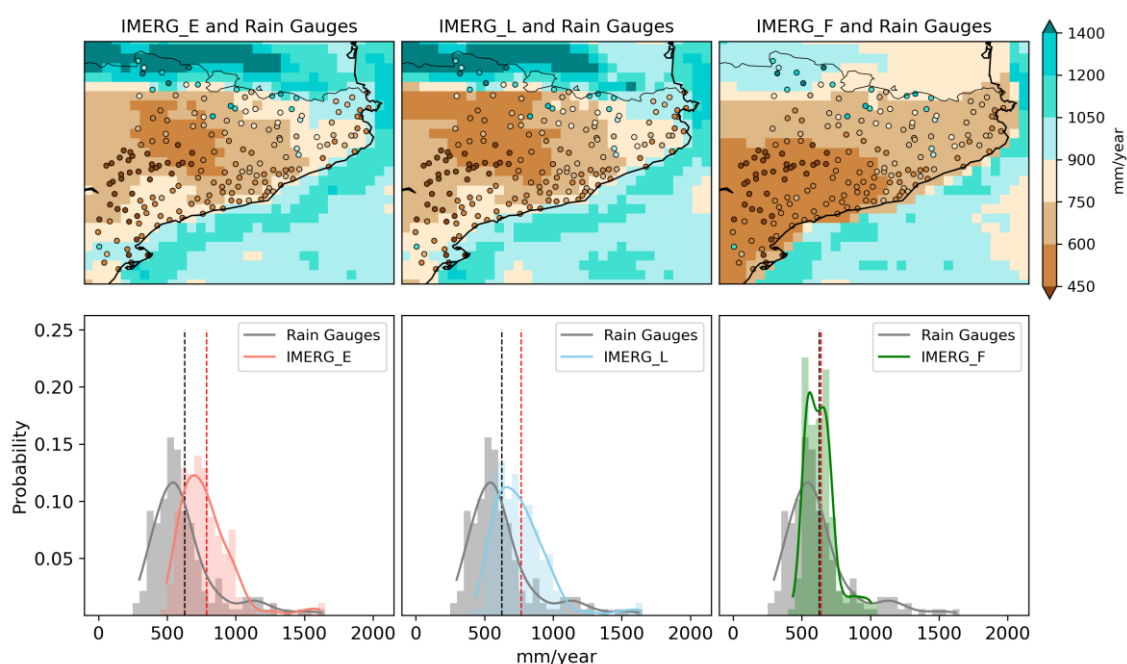 IMERG_E and Rain Gauges
IMERG_L and Rain Gauges
IMERG_F and Rain Gauges
1400
1200
1050
900
750
600
450
mm/year
0.25
0.20
0.15
0.10
0.05
Probability
Rain Gauges
IMERG_E
Rain Gauges
IMERG_L
Rain Gauges
IMERG_F
0 500 1000 1500 2000
0 500 1000 1500 2000
0 500 1000 1500 2000
mm/year